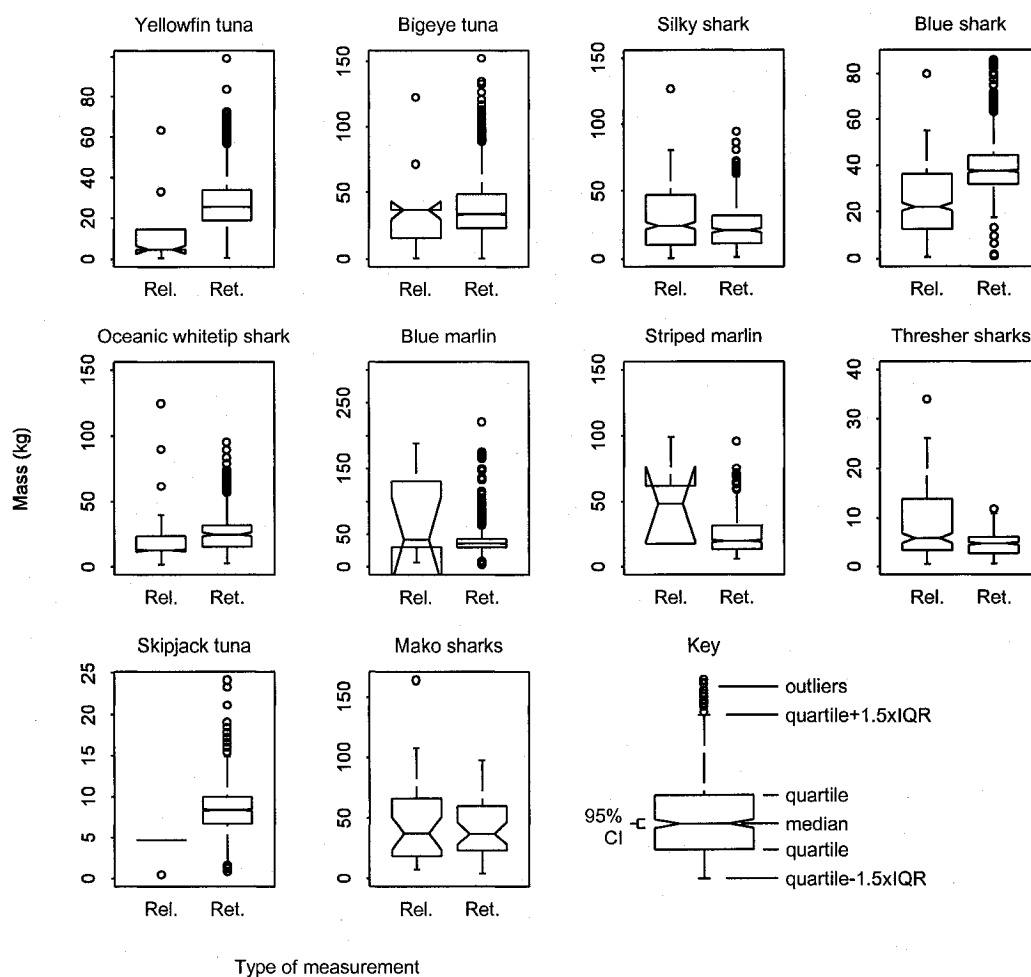 Yellowfin tuna
Bigeye tuna
Silky shark
Blue shark
0 20 40 60 80
0 50 100 150
0 50 100 150
0 20 40 60 80
Rel. Ret.
Rel. Ret.
Rel. Ret.
Rel. Ret.
Oceanic whitetip shark
Blue marlin
Striped marlin
Thresher sharks
Mass (kg)
0 50 100 150
0 50 150 250
0 50 100 150
0 10 20 30 40
Rel. Ret.
Rel. Ret.
Rel. Ret.
Rel. Ret.
Skipjack tuna
Mako sharks
Key
0 5 10 15 20 25
0 50 100 150
Rel. Ret.
Rel. Ret.
outliers
quartile+1.5xIQR
quartile
95%
CI
median
quartile
quartile-1.5xIQR
Type of measurement